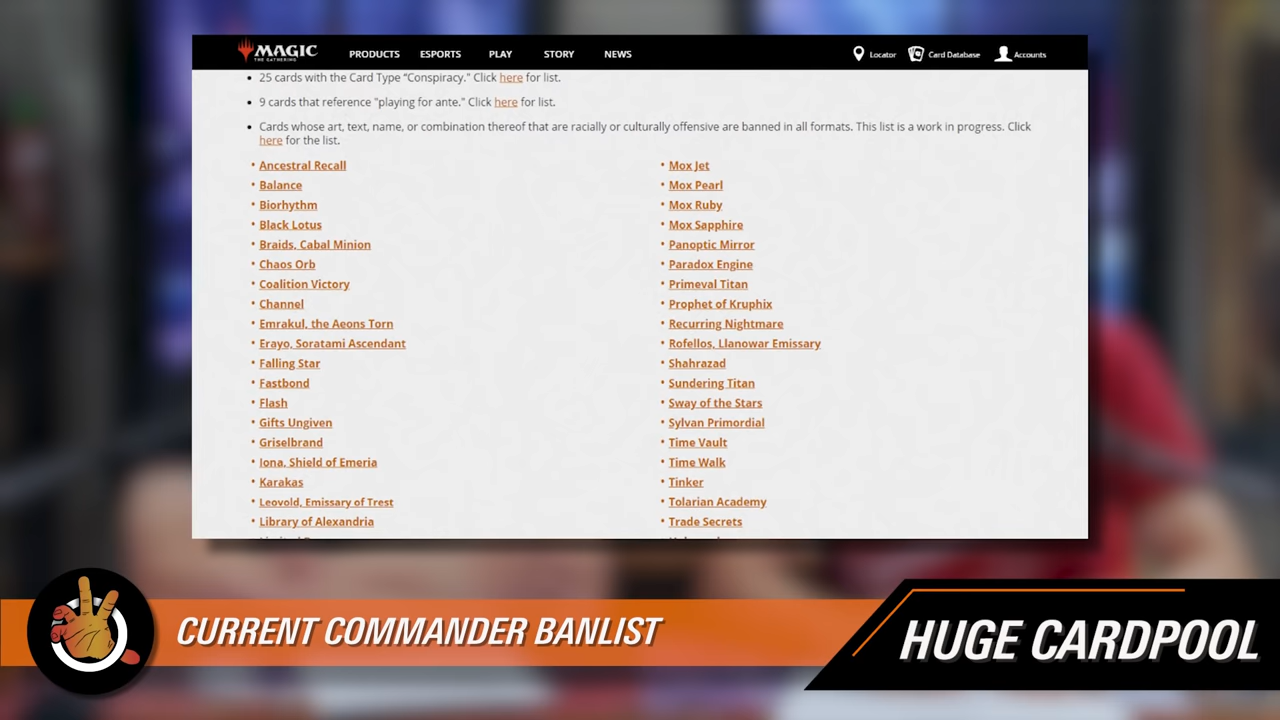 MAGIC
THE GATHERING
PRODUCTS ESPORTS PLAY STORY NEWS Locator Card Database Accounts
• 25 cards with the Card Type “Conspiracy.” Click here for list.
• 9 cards that reference "playing for ante." Click here for list.
• Cards whose art, text, name, or combination thereof that are racially or culturally offensive are banned in all formats. This list is a work in progress. Click
here for the list.
• Ancestral Recall
• Balance
• Biorhythm
• Black Lotus
• Braids, Cabal Minion
• Chaos Orb
• Coalition Victory
• Channel
• Emrakul, the Aeons Torn
• Erayo, Soratami Ascendant
• Falling Star
• Fastbond
• Flash
• Gifts Ungiven
• Griselbrand
• Iona, Shield of Emeria
• Karakas
• Leovold, Emissary of Trest
• Library of Alexandria
• Mox Jet
• Mox Pearl
• Mox Ruby
• Mox Sapphire
• Panoptic Mirror
• Paradox Engine
• Primeval Titan
• Prophet of Kruphix
• Recurring Nightmare
• Rofellos, Llanowar Emissary
• Shahrazad
• Sundering Titan
• Sway of the Stars
• Sylvan Primordial
• Time Vault
• Time Walk
• Tinker
• Tolarian Academy
• Trade Secrets
CURRENT COMMANDER BANLIST
HUGE CARDPOOL